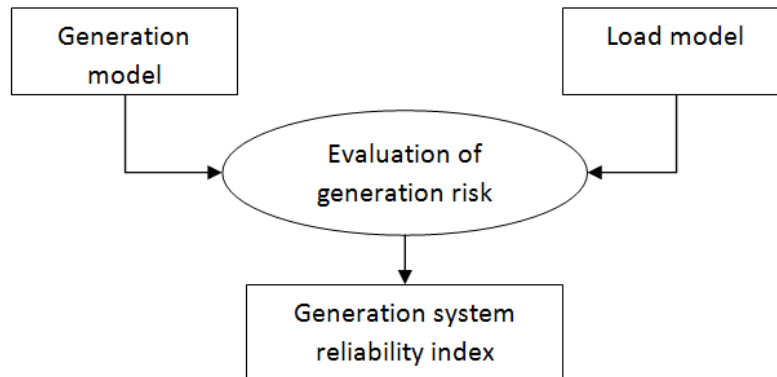 Generation
model
Load model
Evaluation of
generation risk
Generation system
reliability index